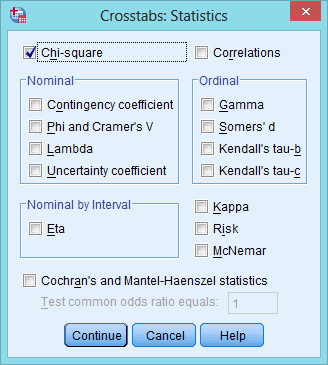 Crosstabs: Statistics
Chi-square
Correlations
Nominal
Contingency coefficient
Phi and Cramer's V
Lambda
Uncertainty coefficient
Ordinal
Gamma
Somers' d
Kendall's tau-b
Kendall's tau-c
Nominal by Interval
Eta
Kappa
Risk
McNemar
Cochran's and Mantel-Haenszel statistics
Test common odds ratio equals: 1
Continue Cancel Help